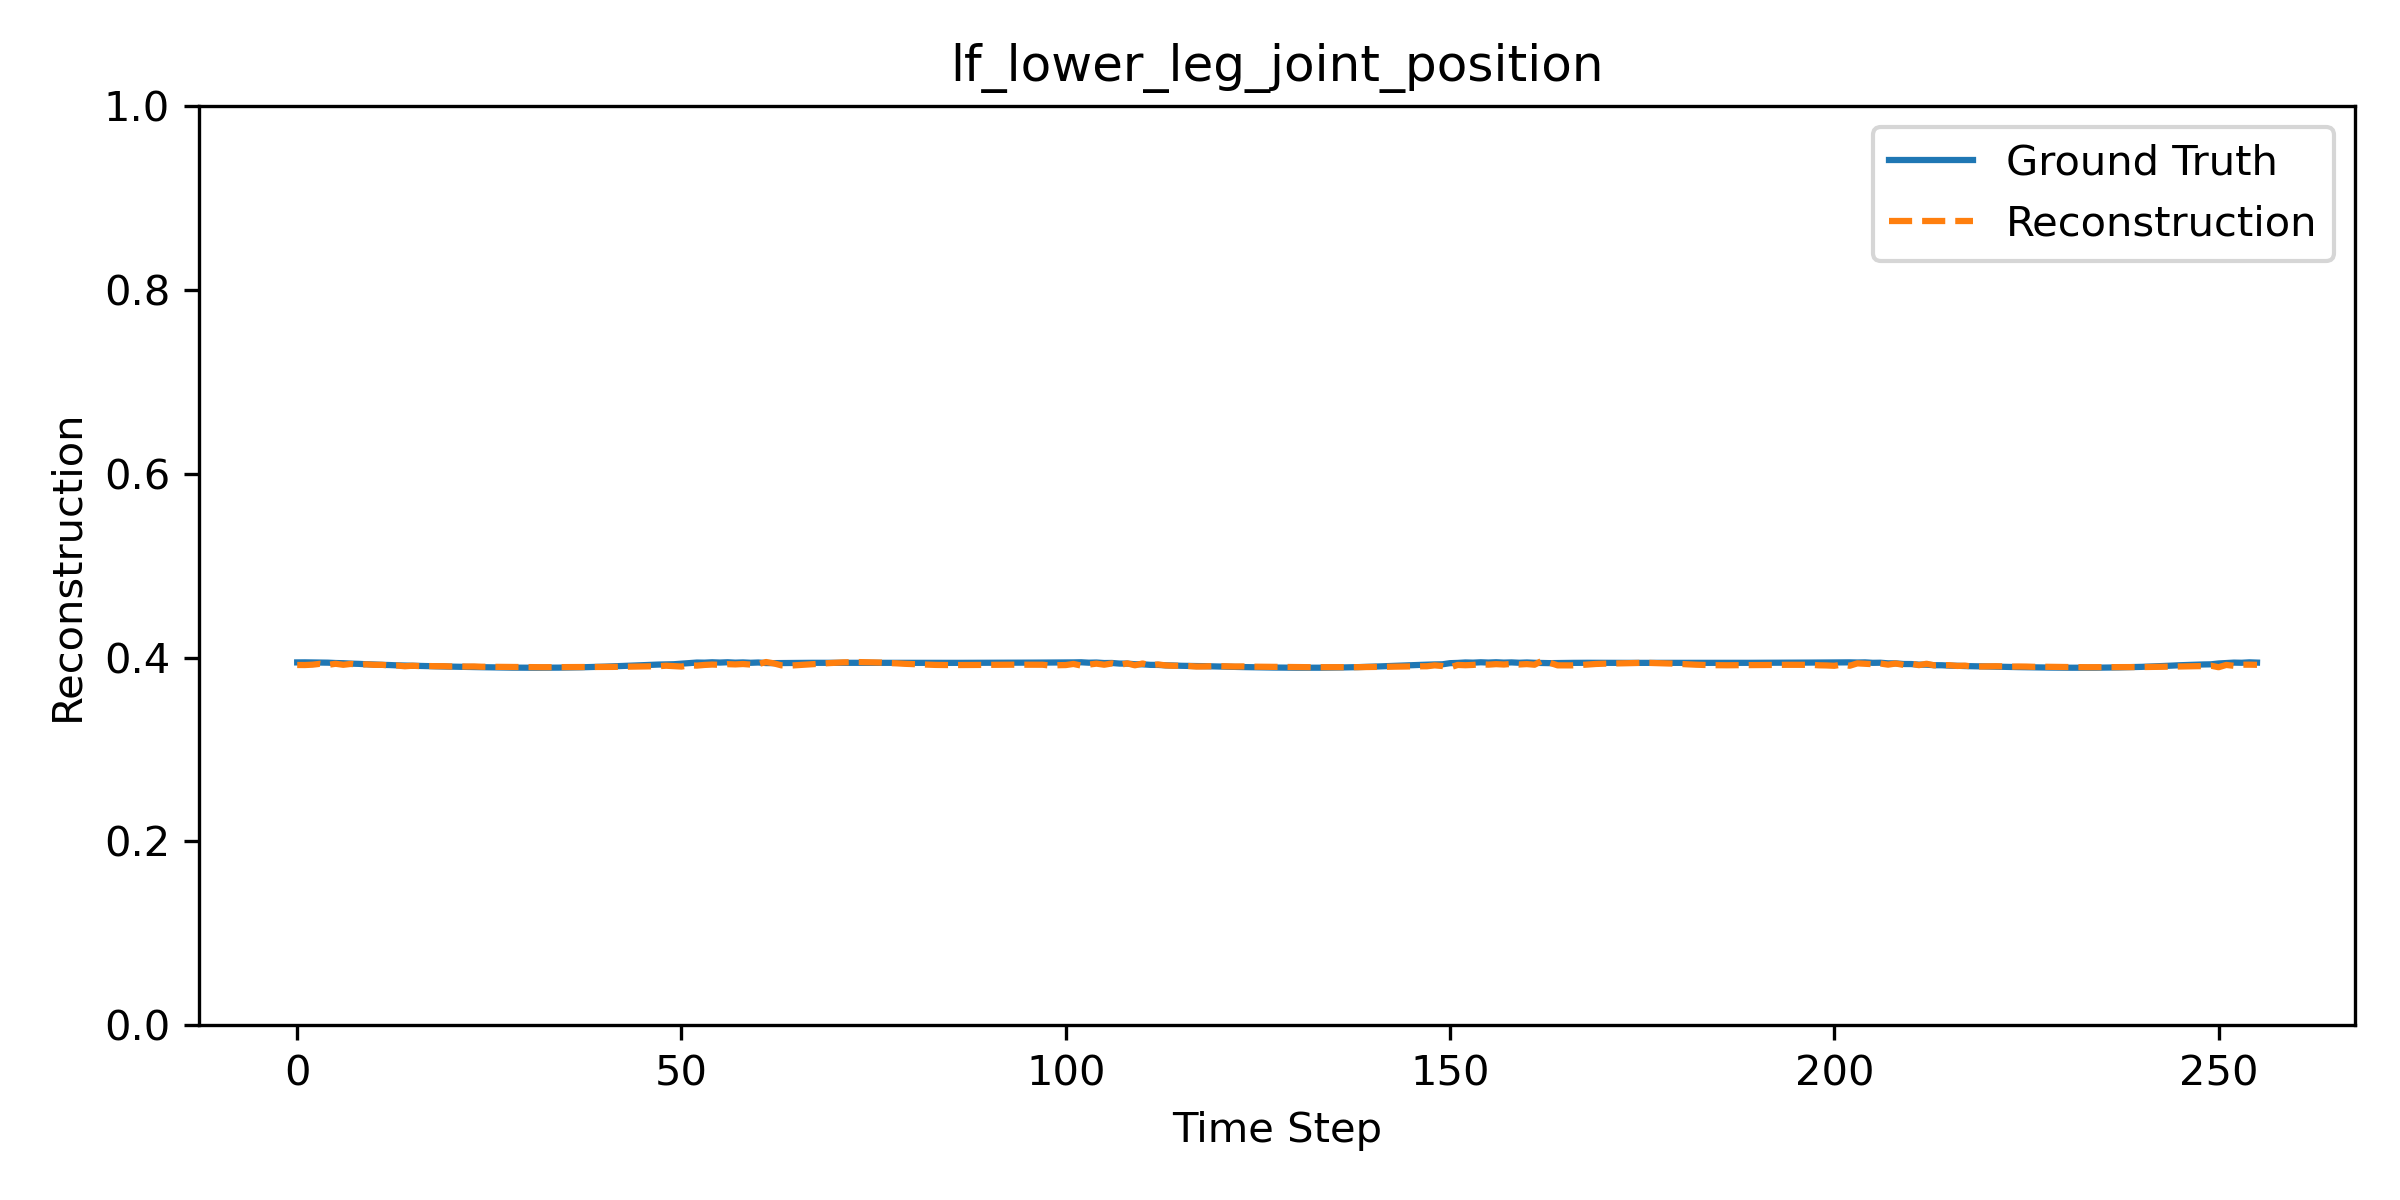 lf_lower_leg_joint_position
1.0
0.8
0.6
0.4
0.2
0.0
Reconstruction
Ground Truth
Reconstruction
0 50 100 150 200 250
Time Step